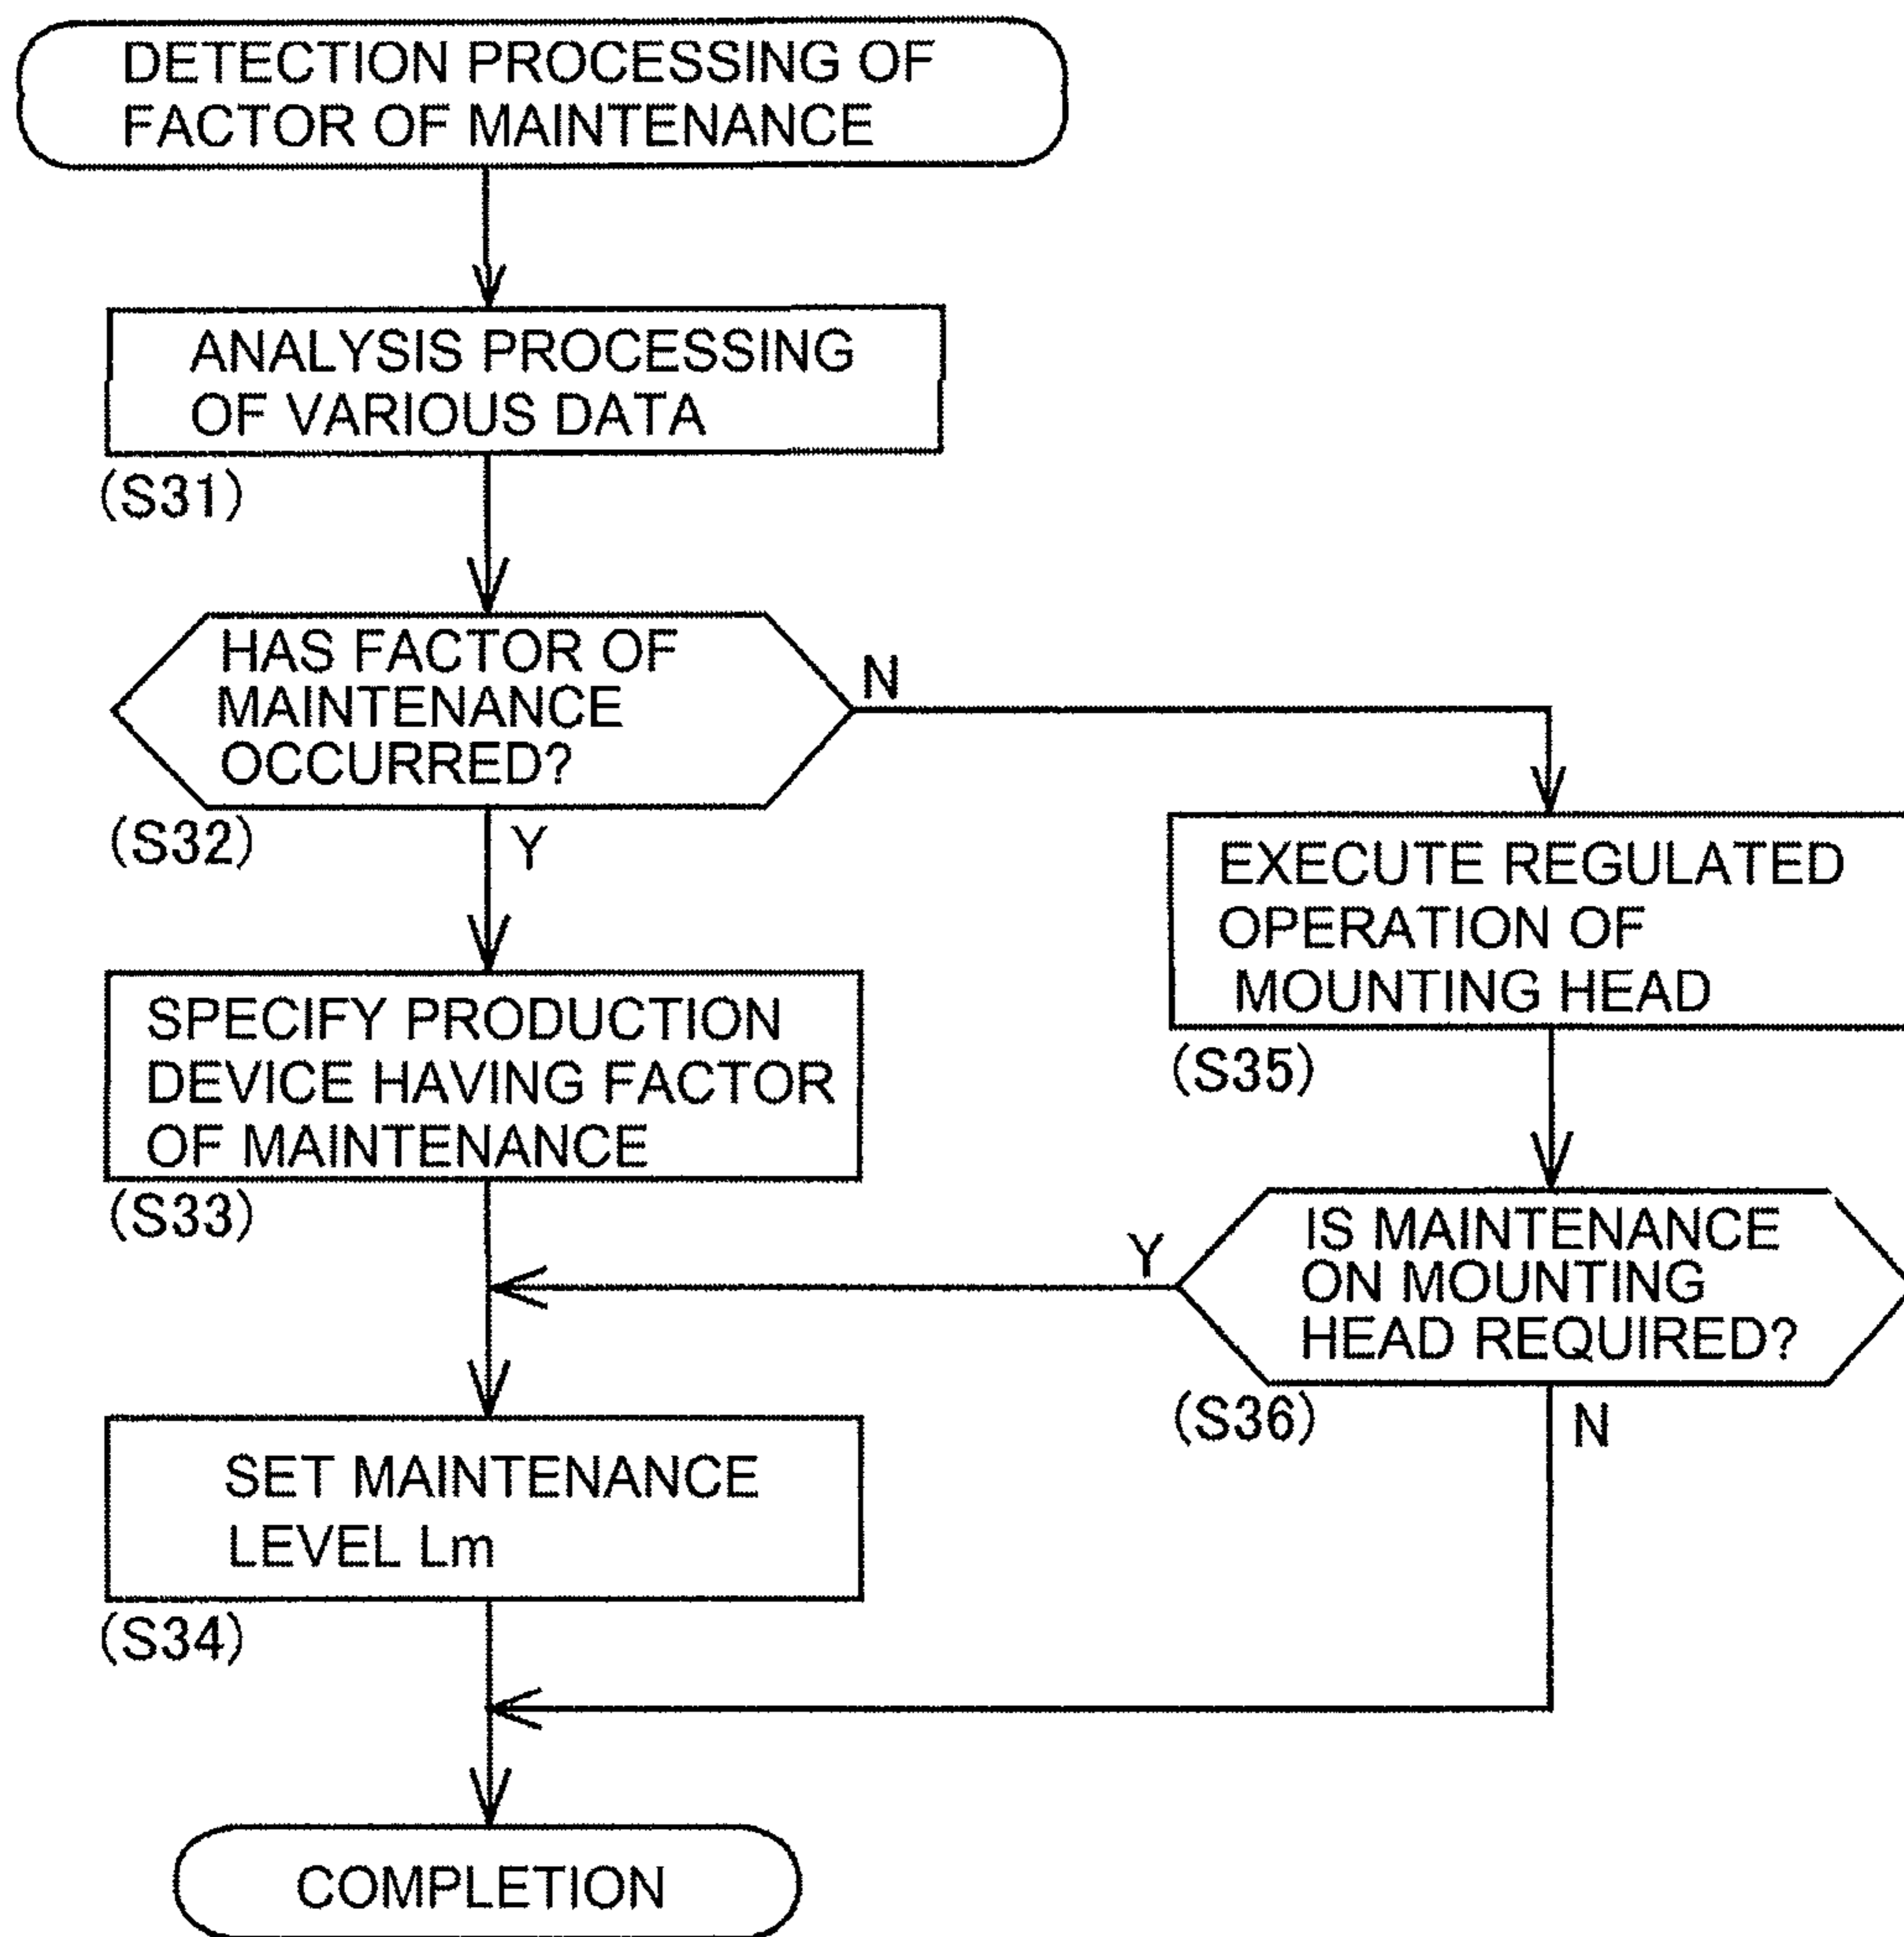 DETECTION PROCESSING OF
FACTOR OF MAINTENANCE
ANALYSIS PROCESSING
OF VARIOUS DATA
(S31)
HAS FACTOR OF
MAINTENANCE
OCCURRED?
N
(S32)
Y
EXECUTE REGULATED
OPERATION OF
MOUNTING HEAD
(S35)
SPECIFY PRODUCTION
DEVICE HAVING FACTOR
OF MAINTENANCE
(S33)
Y
IS MAINTENANCE
ON MOUNTING
HEAD REQUIRED?
(S36)
N
SET MAINTENANCE
LEVEL Lm
(S34)
COMPLETION